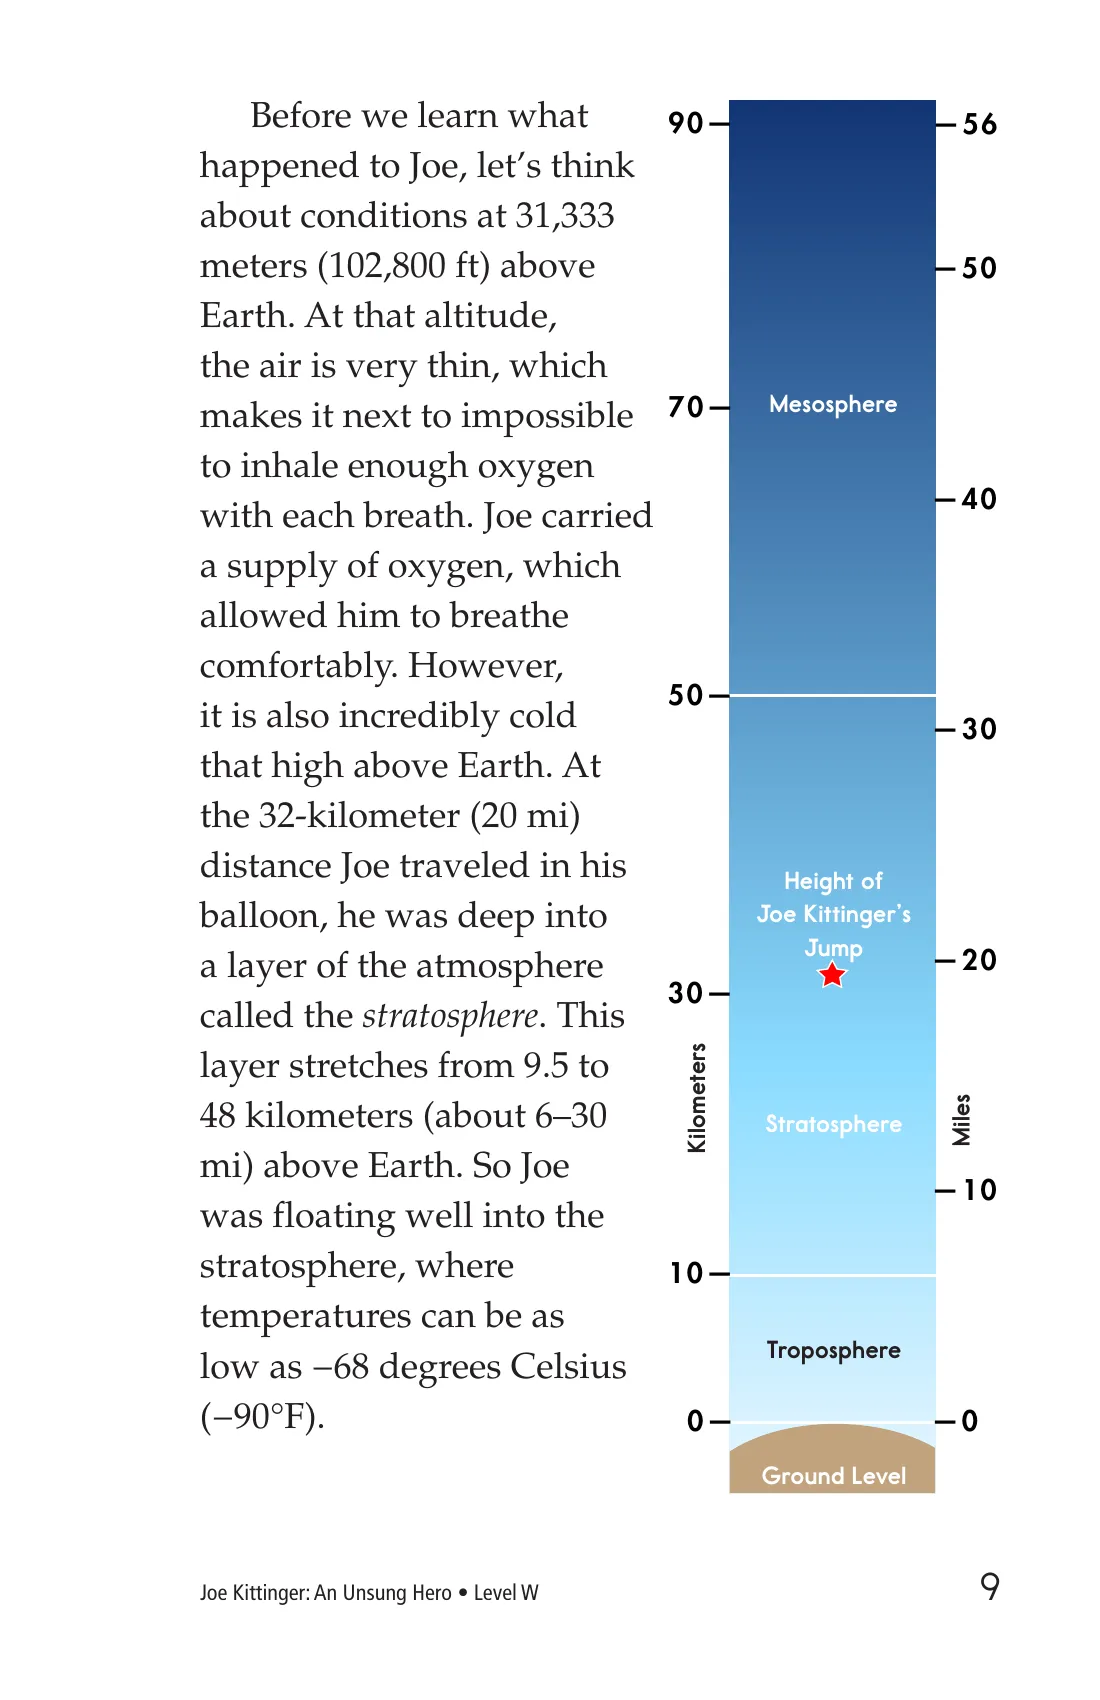 Before we learn what
happened to Joe, let’s think
about conditions at 31,333
meters (102,800 ft) above
Earth. At that altitude,
the air is very thin, which
makes it next to impossible
to inhale enough oxygen
with each breath. Joe carried
a supply of oxygen, which
allowed him to breathe
comfortably. However,
it is also incredibly cold
that high above Earth. At
the 32-kilometer (20 mi)
distance Joe traveled in his
balloon, he was deep into
a layer of the atmosphere
called the stratosphere. This
layer stretches from 9.5 to
48 kilometers (about 6–30
mi) above Earth. So Joe
was floating well into the
stratosphere, where
temperatures can be as
low as –68 degrees Celsius
(–90°F).
90
70
50
30
10
0
Kilometers
Mesosphere
Height of
Joe Kittinger’s
Jump
Stratosphere
Troposphere
Ground Level
56
50
40
30
20
10
0
Miles
Joe Kittinger: An Unsung Hero • Level W
9